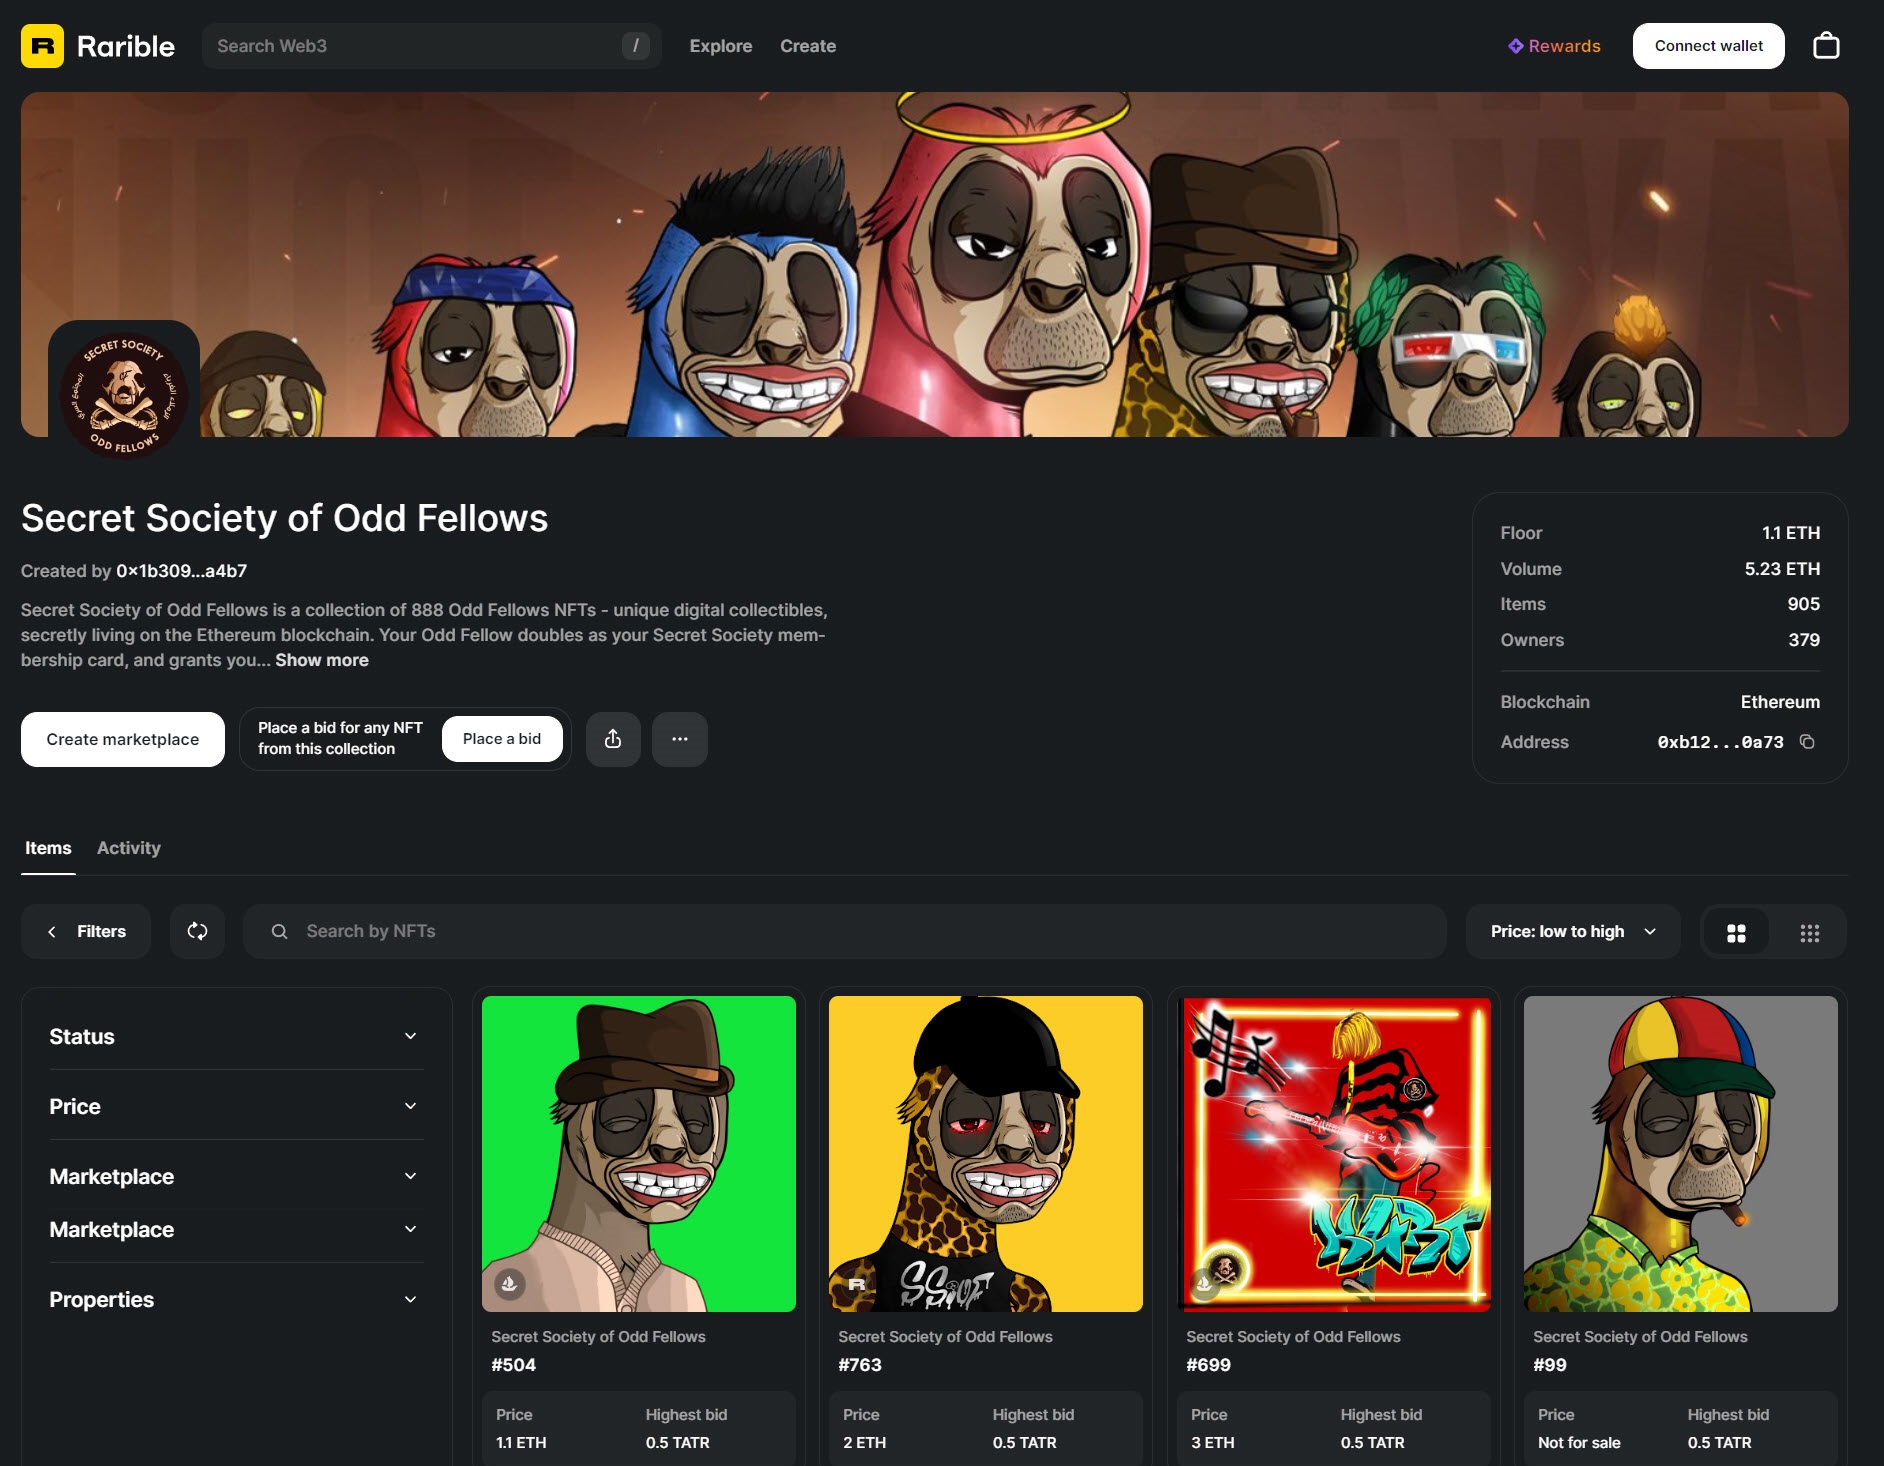 Rarible
Search Web3
/
Explore
Create
Rewards
Connect wallet
SECRET SOCIETY
ODD FELLOWS
Secret Society of Odd Fellows
Created by 0x1b309...a4b7
Secret Society of Odd Fellows is a collection of 888 Odd Fellows NFTs - unique digital collectibles,
secretly living on the Ethereum blockchain. Your Odd Fellow doubles as your Secret Society mem-
bership card, and grants you... Show more
Floor 1.1 ETH
Volume 5.23 ETH
Items 905
Owners 379
Blockchain Ethereum
Address 0xb12...0a73
Create marketplace
Place a bid for any NFT
from this collection
Place a bid
Items
Activity
Filters
Search by NFTs
Price: low to high
Status
Price
Marketplace
Marketplace
Properties
SSOF
R
KURT
Secret Society of Odd Fellows
#504
Price Highest bid
1.1 ETH 0.5 TATR
Secret Society of Odd Fellows
#763
Price Highest bid
2 ETH 0.5 TATR
Secret Society of Odd Fellows
#699
Price Highest bid
3 ETH 0.5 TATR
Secret Society of Odd Fellows
#99
Price Highest bid
Not for sale 0.5 TATR